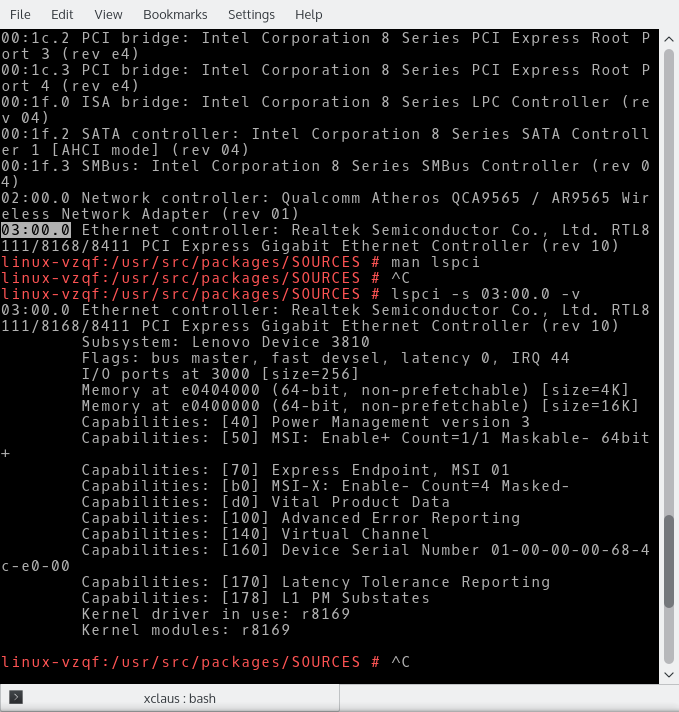 File Edit View Bookmarks Settings Help
00:1c.2 PCI bridge: Intel Corporation 8 Series PCI Express Root P
ort 3 (rev e4)
00:1c.3 PCI bridge: Intel Corporation 8 Series PCI Express Root P
ort 4 (rev e4)
00:1f.0 ISA bridge: Intel Corporation 8 Series LPC Controller (re
v 04)
00:1f.2 SATA controller: Intel Corporation 8 Series SATA Controll
er 1 [AHCI mode] (rev 04)
00:1f.3 SMBus: Intel Corporation 8 Series SMBus Controller (rev 0
4)
02:00.0 Network controller: Qualcomm Atheros QCA9565 / AR9565 Wir
eless Network Adapter (rev 01)
03:00.0 Ethernet controller: Realtek Semiconductor Co., Ltd. RTL8
111/8168/8411 PCI Express Gigabit Ethernet Controller (rev 10)
linux-vzqf:/usr/src/packages/SOURCES # man lspci
linux-vzqf:/usr/src/packages/SOURCES # ^C
linux-vzqf:/usr/src/packages/SOURCES # lspci -s 03:00.0 -v
03:00.0 Ethernet controller: Realtek Semiconductor Co., Ltd. RTL8
111/8168/8411 PCI Express Gigabit Ethernet Controller (rev 10)
        Subsystem: Lenovo Device 3810
        Flags: bus master, fast devsel, latency 0, IRQ 44
        I/O ports at 3000 [size=256]
        Memory at e0404000 (64-bit, non-prefetchable) [size=4K]
        Memory at e0400000 (64-bit, non-prefetchable) [size=16K]
        Capabilities: [40] Power Management version 3
        Capabilities: [50] MSI: Enable+ Count=1/1 Maskable- 64bit
+
        Capabilities: [70] Express Endpoint, MSI 01
        Capabilities: [b0] MSI-X: Enable- Count=4 Masked-
        Capabilities: [d0] Vital Product Data
        Capabilities: [100] Advanced Error Reporting
        Capabilities: [140] Virtual Channel
        Capabilities: [160] Device Serial Number 01-00-00-00-68-4
c-e0-00
        Capabilities: [170] Latency Tolerance Reporting
        Capabilities: [178] L1 PM Substates
        Kernel driver in use: r8169
        Kernel modules: r8169
linux-vzqf:/usr/src/packages/SOURCES # ^C
xclaus : bash